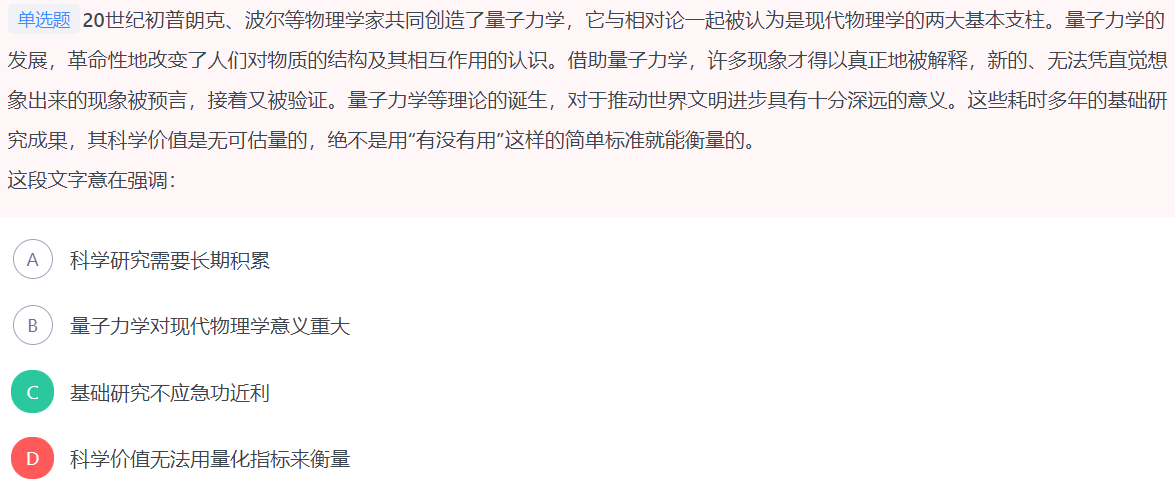 单选题 20世纪初普朗克、波尔等物理学家共同创造了量子力学，它与相对论一起被认为是现代物理学的两大基本支柱。量子力学的
发展，革命性地改变了人们对物质的结构及其相互作用的认识。借助量子力学，许多现象才得以真正地被解释，新的、无法凭直觉想
象出来的现象被预言，接着又被验证。量子力学等理论的诞生，对于推动世界文明进步具有十分深远的意义。这些耗时多年的基础研
究成果，其科学价值是无可估量的，绝不是用“有没有用”这样的简单标准就能衡量的。
这段文字意在强调：
A 科学研究需要长期积累
B 量子力学对现代物理学意义重大
C 基础研究不应急功近利
D 科学价值无法用量化指标来衡量